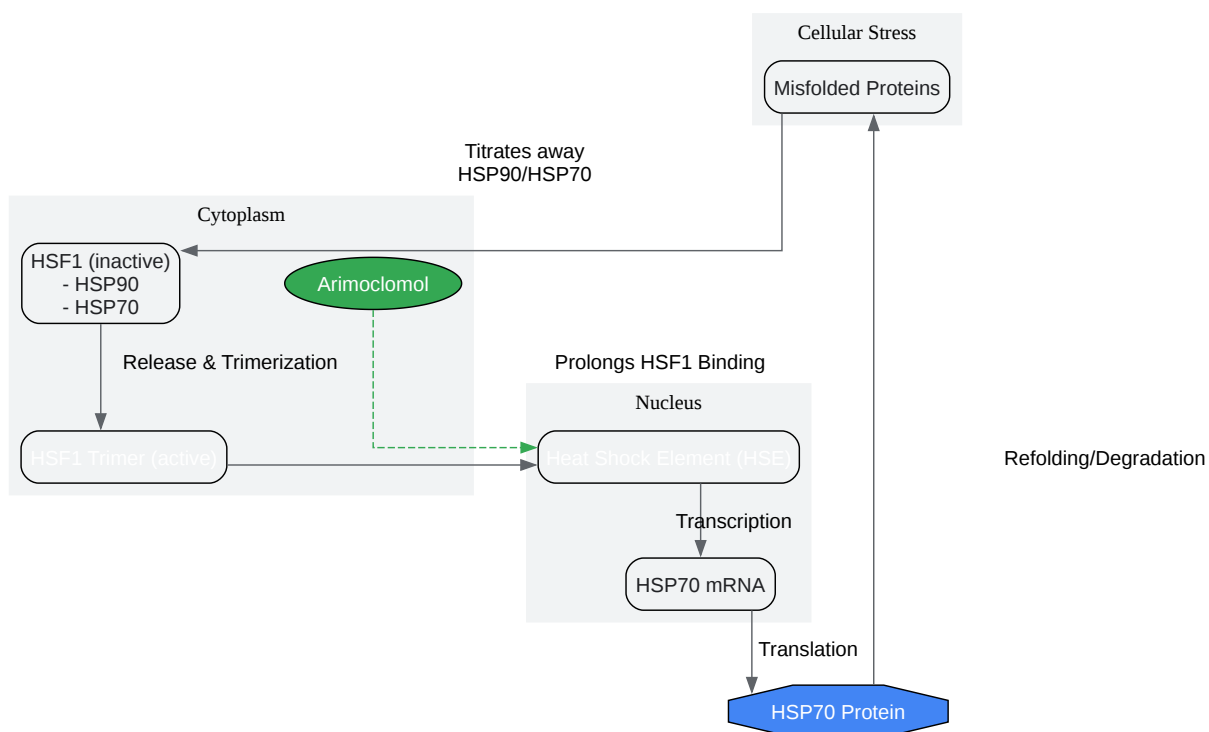 Cellular Stress
Misfolded Proteins
Titrates away
HSP90/HSP70
Cytoplasm
HSF1 (inactive)
- HSP90
- HSP70
Arimoclomol
Release & Trimerization
Prolongs HSF1 Binding
Nucleus
HSF1 Trimer (active)
Heat Shock Element (HSE)
Refolding/Degradation
Transcription
HSP70 mRNA
Translation
HSP70 Protein